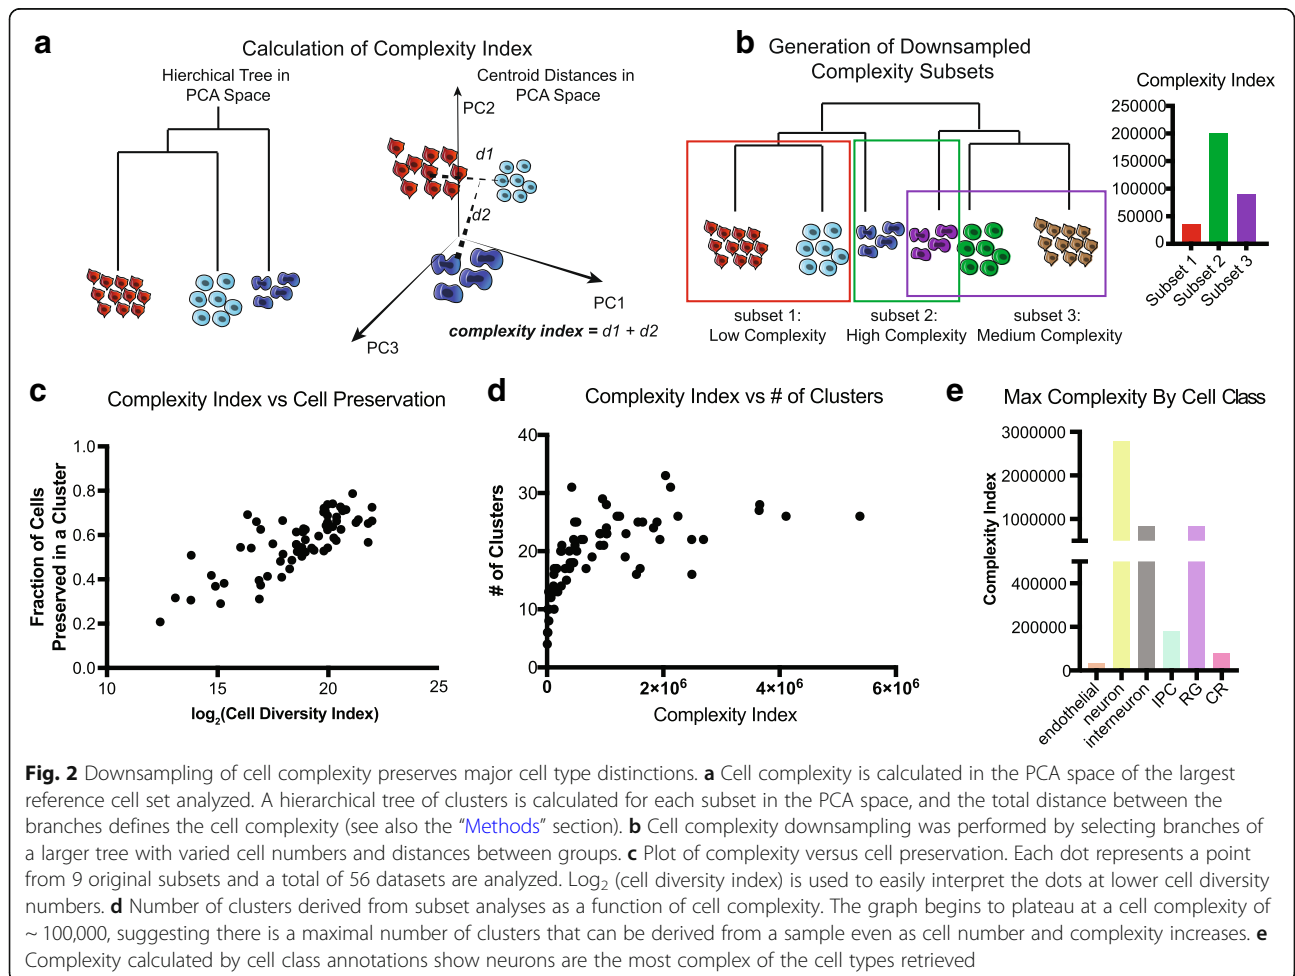 a
Calculation of Complexity Index
Hierchical Tree in
PCA Space
Centroid Distances in
PCA Space
PC2
d1
d2
PC1
PC3
complexity index = d1 + d2
b
Generation of Downsampled
Complexity Subsets
subset 1:
Low Complexity
subset 2:
High Complexity
subset 3:
Medium Complexity
Complexity Index
250000
200000
150000
100000
50000
0
Subset 1
Subset 2
Subset 3
c
Complexity Index vs Cell Preservation
Fraction of Cells
Preserved in a Cluster
1.0
0.8
0.6
0.4
0.2
0.0
10
15
20
25
log2(Cell Diversity Index)
d
Complexity Index vs # of Clusters
# of Clusters
40
30
20
10
0
0
2×10⁶
4×10⁶
6×10⁶
Complexity Index
e
Max Complexity By Cell Class
Complexity Index
3000000
2000000
1000000
400000
200000
0
endothelial
neuron
interneuron
IPC
RG
CR
Fig. 2 Downsampling of cell complexity preserves major cell type distinctions. a Cell complexity is calculated in the PCA space of the largest
reference cell set analyzed. A hierarchical tree of clusters is calculated for each subset in the PCA space, and the total distance between the
branches defines the cell complexity (see also the “Methods” section). b Cell complexity downsampling was performed by selecting branches of
a larger tree with varied cell numbers and distances between groups. c Plot of complexity versus cell preservation. Each dot represents a point
from 9 original subsets and a total of 56 datasets are analyzed. Log2 (cell diversity index) is used to easily interpret the dots at lower cell diversity
numbers. d Number of clusters derived from subset analyses as a function of cell complexity. The graph begins to plateau at a cell complexity of
~ 100,000, suggesting there is a maximal number of clusters that can be derived from a sample even as cell number and complexity increases. e
Complexity calculated by cell class annotations show neurons are the most complex of the cell types retrieved